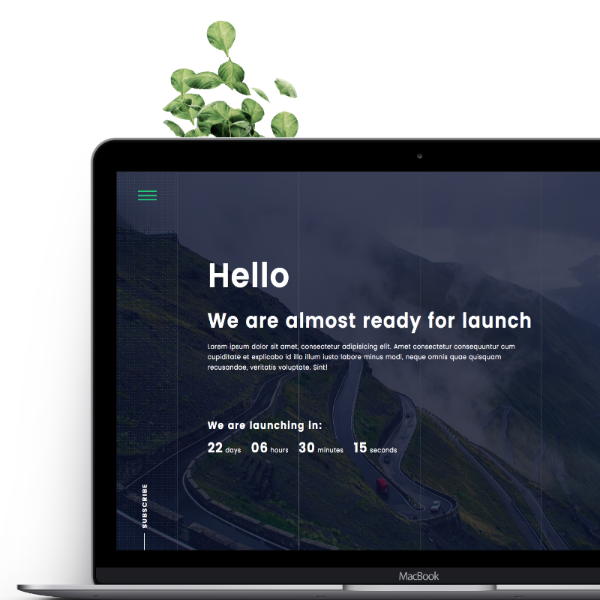 Hello
We are almost ready for launch
Lorem ipsum dolor sit amet, consectetur adipisicing elit. Amet consectetur consequuntur cum
cupiditate et explicabo id illo illum iusto labore minus modi, neque omnis quae quisquam
recusandae, veritatis voluptate. Sint!
We are launching in:
22 days 06 hours 30 minutes 15 seconds
SUBSCRIBE
MacBook